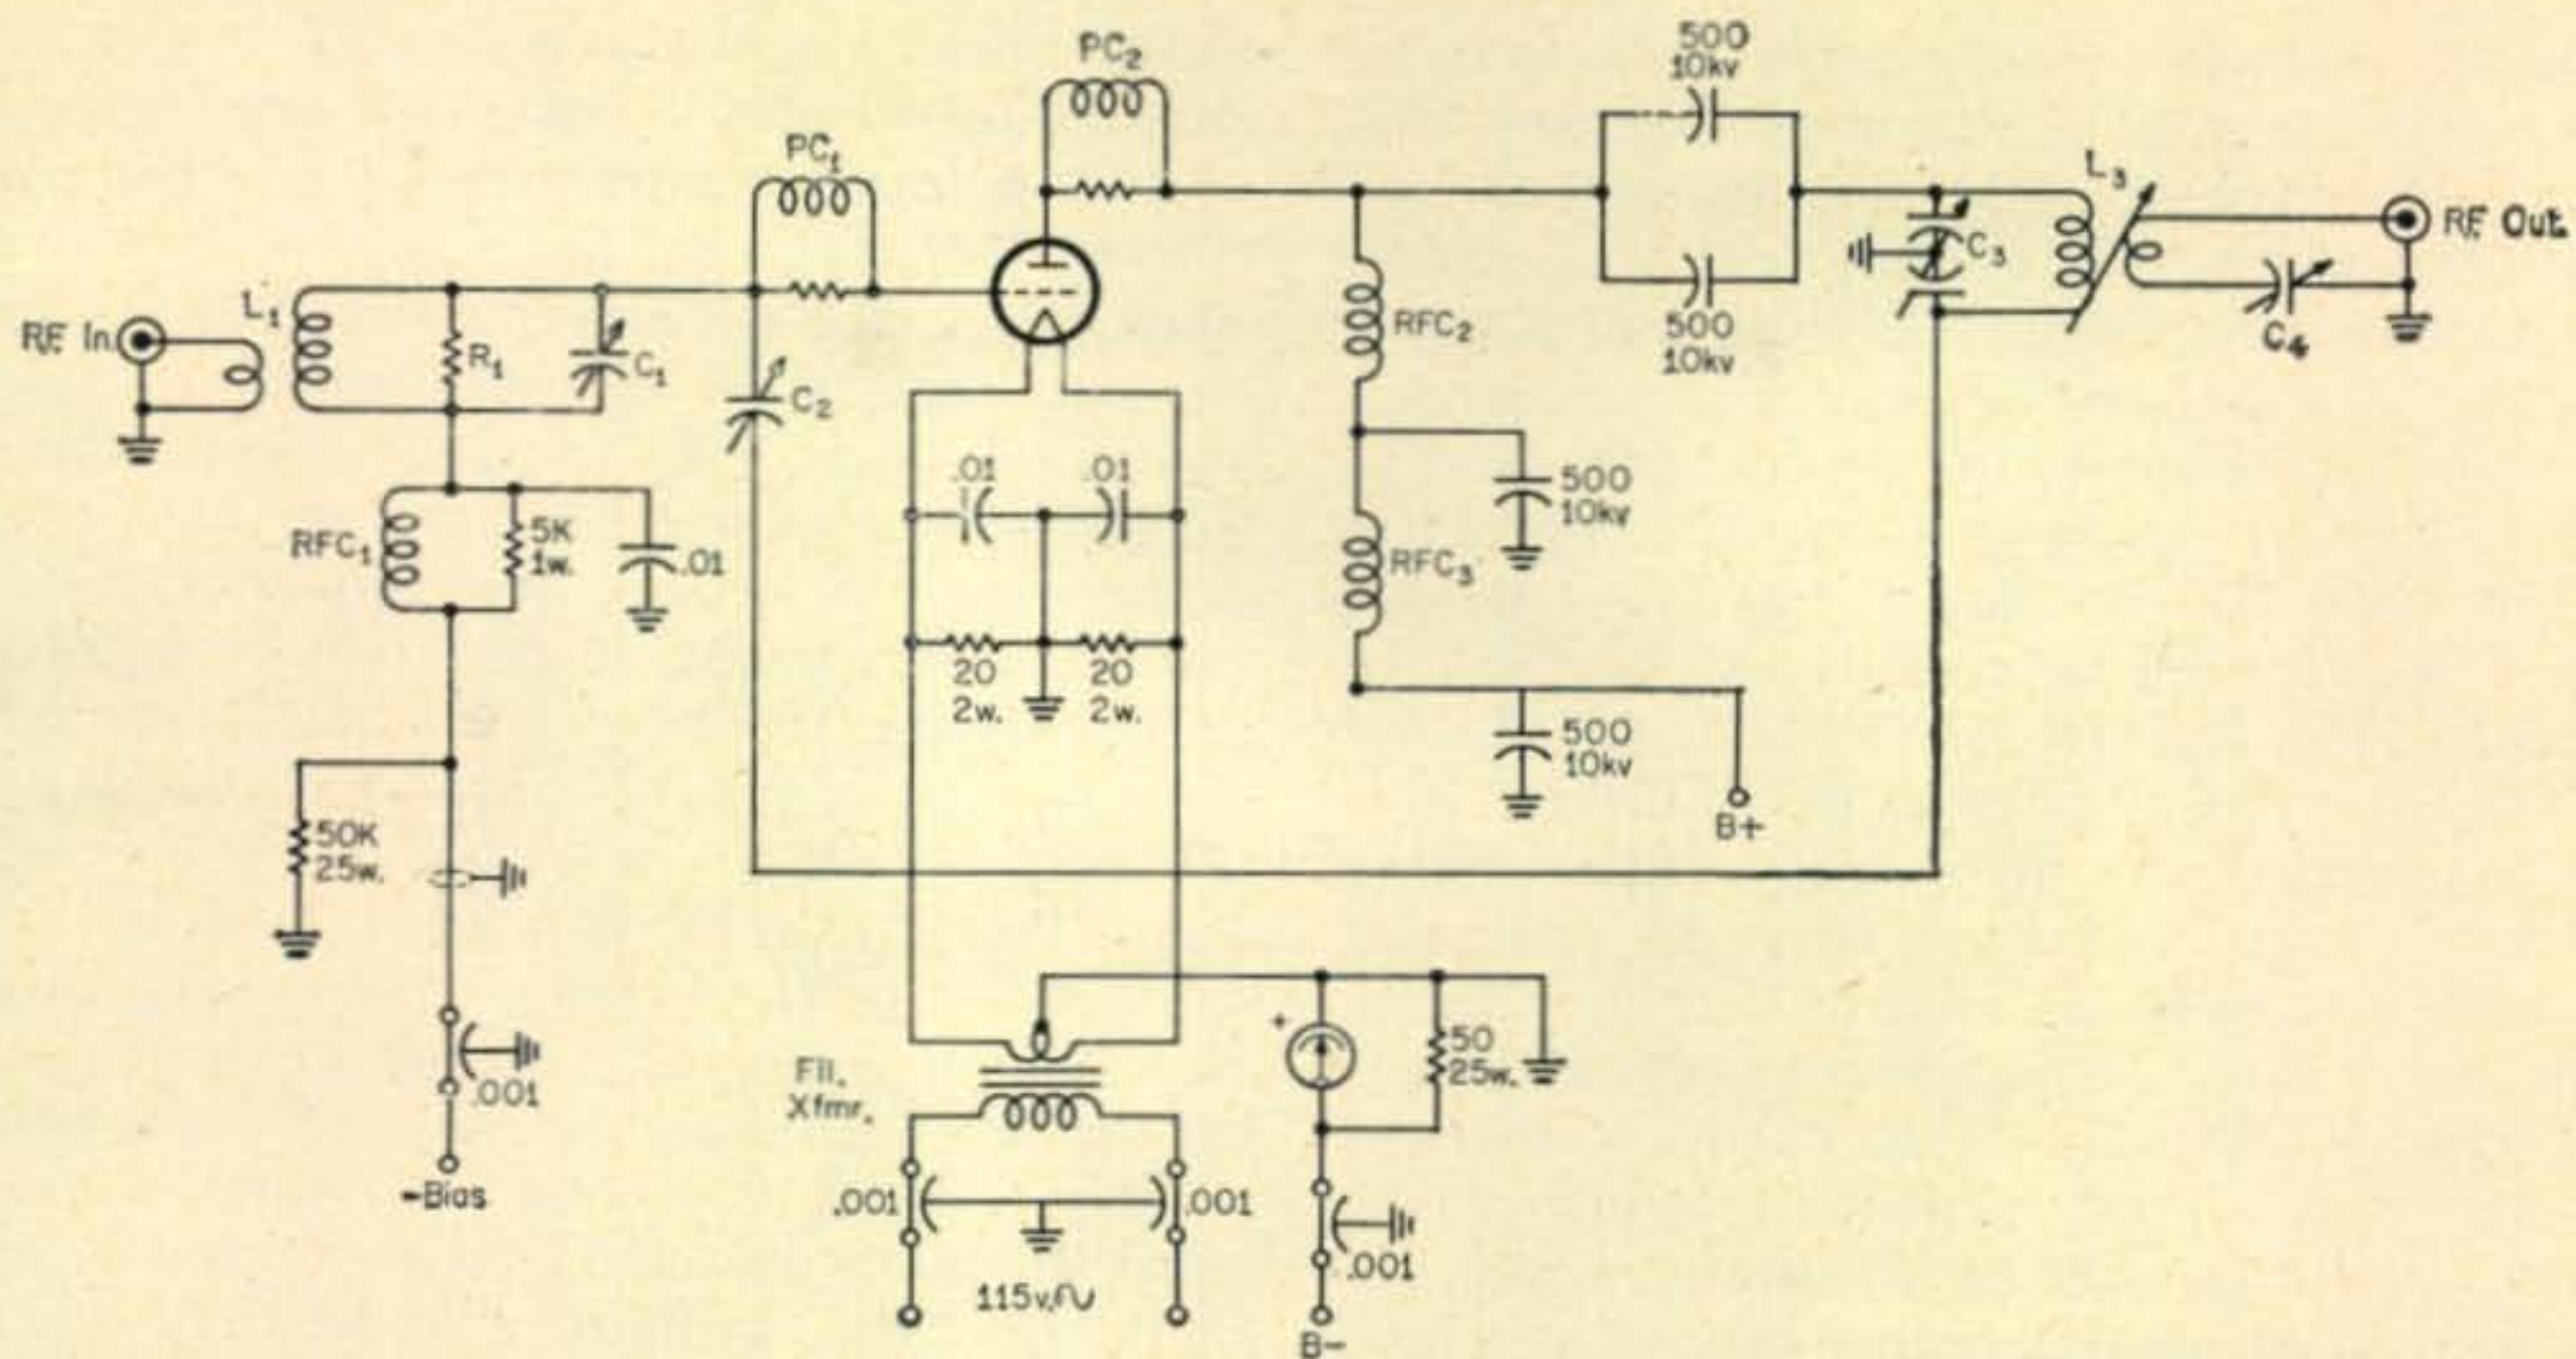 PC₂
500
10kv
PC₁
L₃
RF Out
C₃
L₁
RF In
R₁
C₁
C₂
RFC₂
500
10kv
C₄
.01
.01
500
10kv
RFC₁
5K
1w.
.01
RFC₃
20
2w.
20
2w.
500
10kv
B+
50K
25w.
+
50
25w.
Fil.
Xfmr.
.001
-Bias
.001
.001
.001
115v.
B-